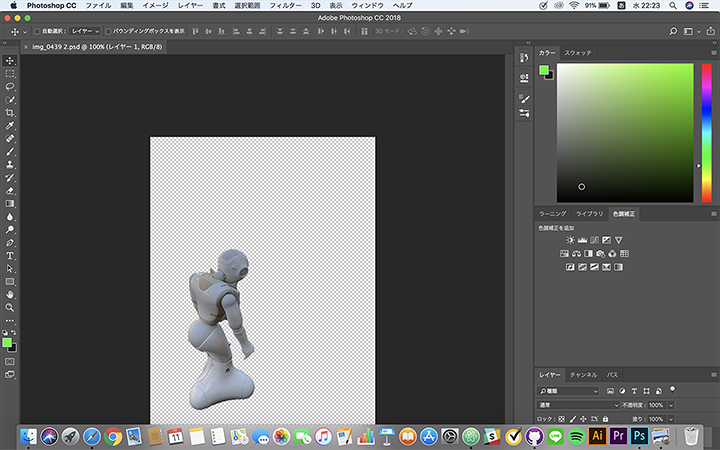 Photoshop CC ファイル 編集 イメージ レイヤー 書式 選択範囲 フィルター 3D 表示 ウィンドウ ヘルプ 91% 水 22:23
Adobe Photoshop CC 2018
自動選択： レイヤー バウンディングボックスを表示 3D モード：
img_0439 2.psd @ 100% (レイヤー 1, RGB/8)
カラー スウォッチ
ラーニング ライブラリ 色調補正
色調補正を追加
レイヤー チャンネル パス
種類
通常 不透明度： 100%
ロック： 塗り： 100%
11
Ai Pr Ps